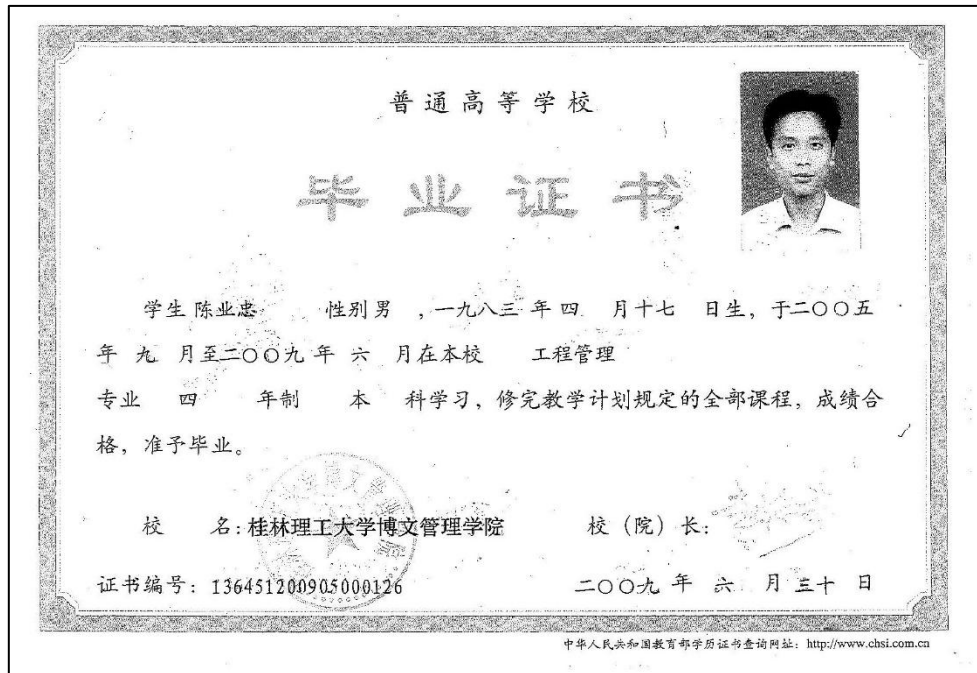 普通高等学校
毕业证书
学生 陈业忠 性别 男 ，一九八三 年 四 月 十七 日生，于二〇〇五
年 九 月至二〇〇九 年 六 月在本校 工程管理
专业 四 年制 本 科学习，修完教学计划规定的全部课程，成绩合
格，准予毕业。
校 名：桂林理工大学博文管理学院 校（院）长：
证书编号：136451200905000126 二〇〇九 年 六 月 三十 日
中华人民共和国教育部学历证书查询网址：http://www.chsi.com.cn